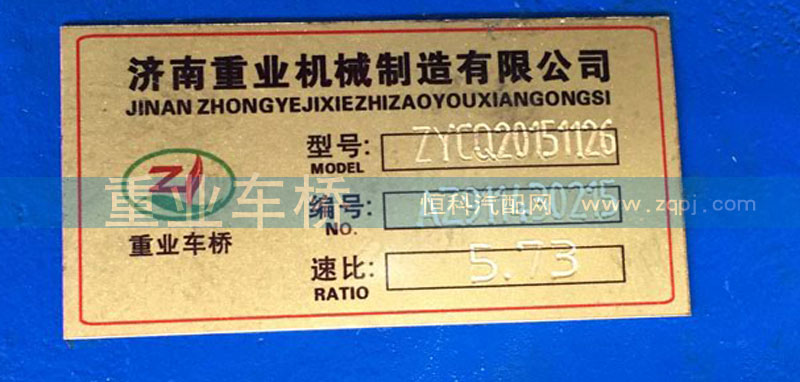 济南重业机械制造有限公司
JINAN ZHONGYEJIXIEZHIZAOYOUXIANGONGSI
型号: ZYCQ20151126
MODEL
重业车桥
恒科汽配网 www.zqpj.com
编号:
NO.
重业车桥
速比: 5.73
RATIO